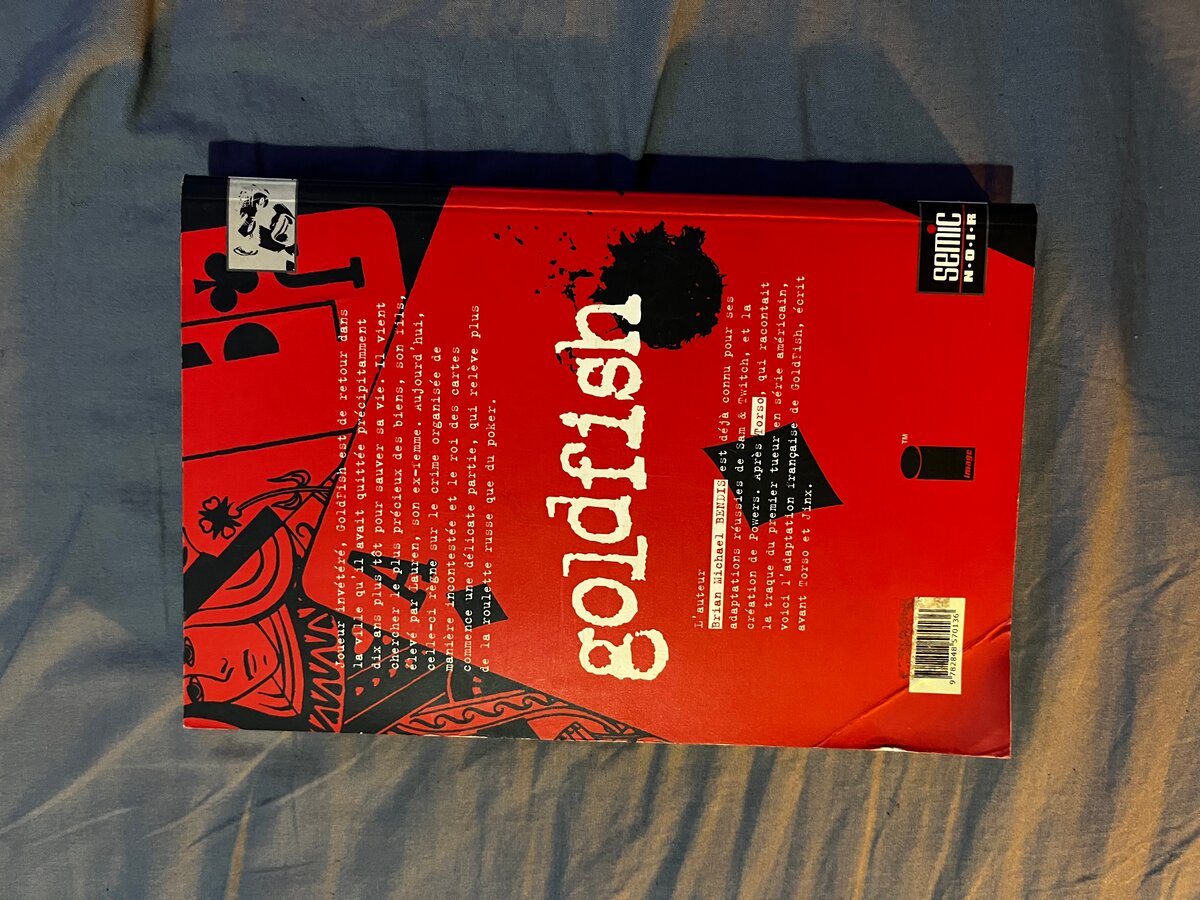 J
Joueur invétéré, GoldFish est de retour dans
la ville qu'il avait quittée précipitamment
dix ans plus tôt pour sauver sa vie. Il vient
chercher le plus précieux des biens, son fils,
élevé par Lauren, son ex-femme. Aujourd'hui,
celle-ci règne sur le crime organisée de
manière incontestée et le roi des cartes
commence une délicate partie, qui relève plus
de la roulette russe que du poker.
goldfish
L'auteur
Brian Michael BENDIS est déjà connu pour ses
adaptations réussies de Sam & Twitch, et la
création de Powers. Après Torso, qui racontait
la traque du premier tueur en série américain,
voici l'adaptation française de GoldFish, écrit
avant Torso et Jinx.
semic
N·O·I·R
image
TM
9 782848 570136